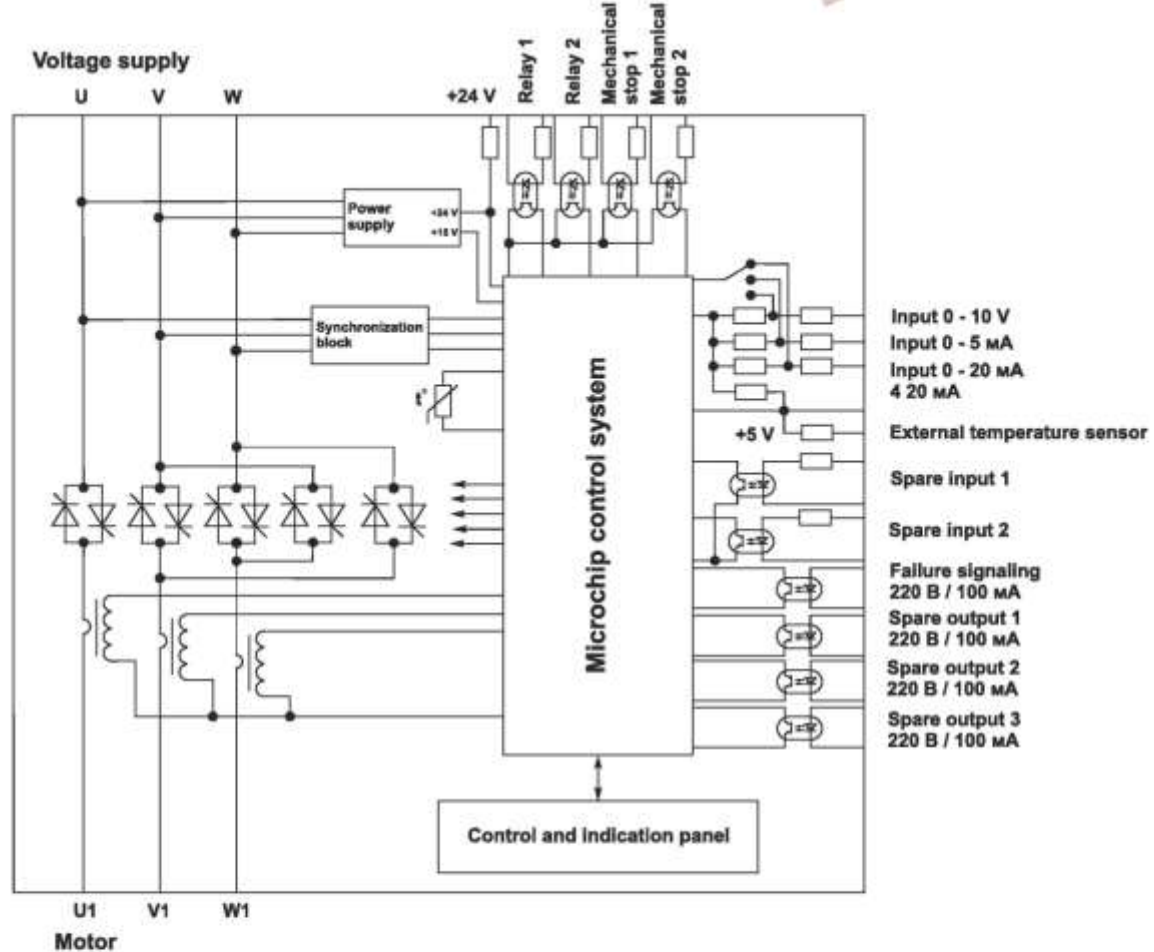 Voltage supply
U V W
+24 V
Relay 1
Relay 2
Mechanical
stop 1
Mechanical
stop 2
Power
supply
+24 V
+15 V
Synchronization
block
t°
Microchip control system
Input 0 - 10 V
Input 0 - 5 мА
Input 0 - 20 мА
4 20 мА
+5 V
External temperature sensor
Spare input 1
Spare input 2
Failure signaling
220 В / 100 мА
Spare output 1
220 В / 100 мА
Spare output 2
220 В / 100 мА
Spare output 3
220 В / 100 мА
Control and indication panel
U1 V1 W1
Motor